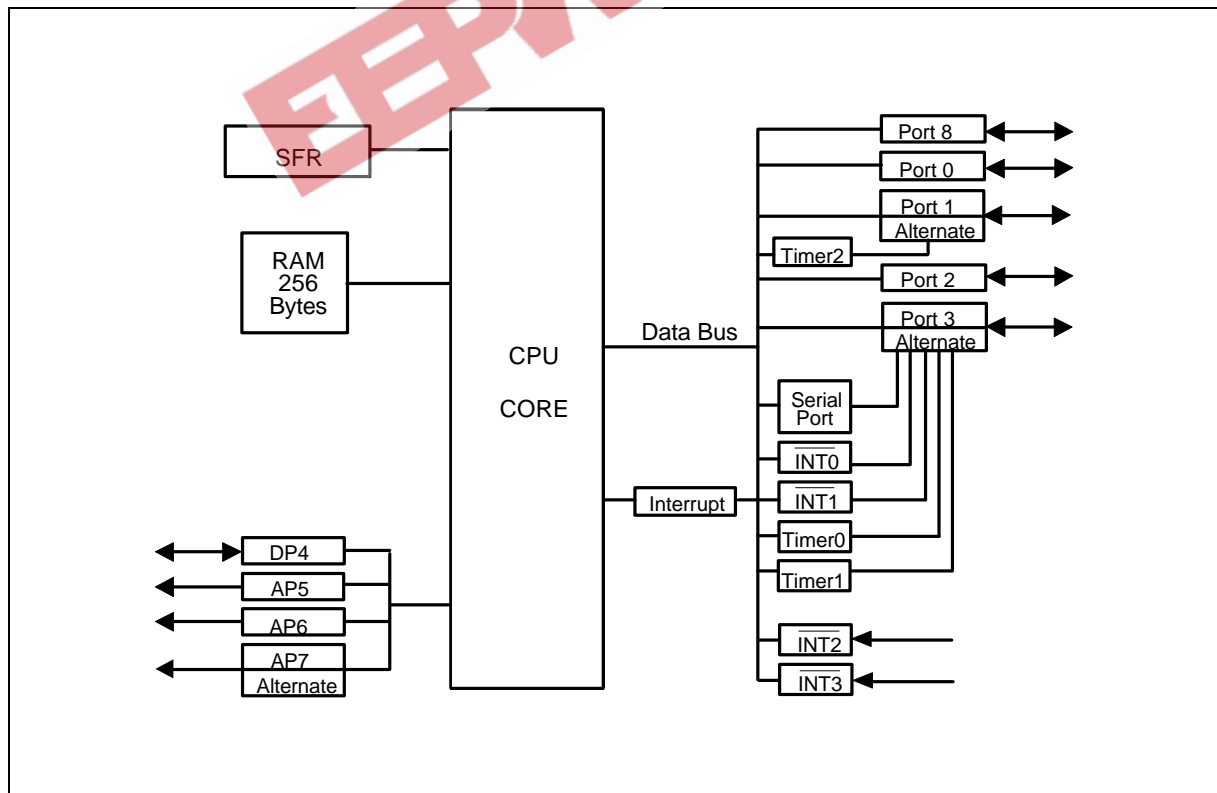 SFR
RAM
256
Bytes
CPU
CORE
Data Bus
Interrupt
DP4
AP5
AP6
AP7
Alternate
Port 8
Port 0
Port 1
Alternate
Timer2
Port 2
Port 3
Alternate
Serial
Port
INT0
INT1
Timer0
Timer1
INT2
INT3